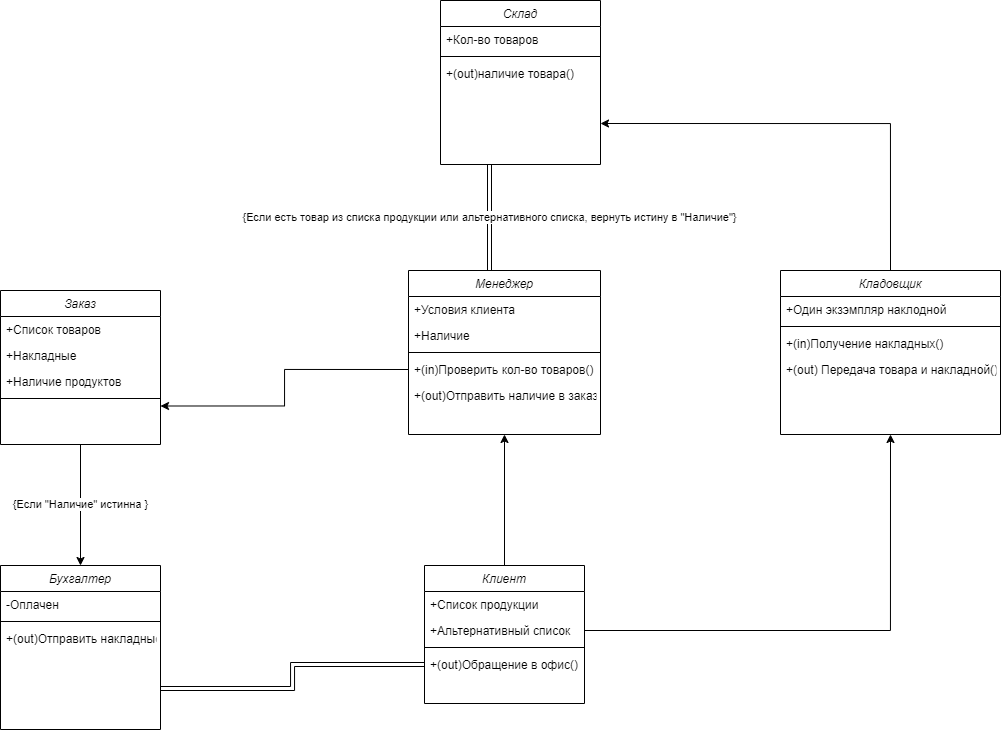 Склад
+Кол-во товаров
+(out)наличие товара()
{Если есть товар из списка продукции или альтернативного списка, вернуть истину в "Наличие"}
Менеджер
+Условия клиента
+Наличие
+(in)Проверить кол-во товаров()
+(out)Отправить наличие в заказ
Кладовщик
+Один экзэмпляр наклодной
+(in)Получение накладных()
+(out) Передача товара и накладной()
Заказ
+Список товаров
+Накладные
+Наличие продуктов
{Если "Наличие" истинна }
Бухгалтер
-Оплачен
+(out)Отправить накладны
Клиент
+Список продукции
+Альтернативный список
+(out)Обращение в офис()